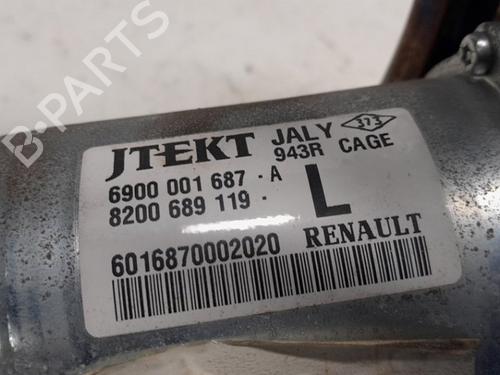 JTEKT JALY 373
943R CAGE
6900 001 687 - A
8200 689 119 - L
6016870002020 RENAULT
B-PARTS